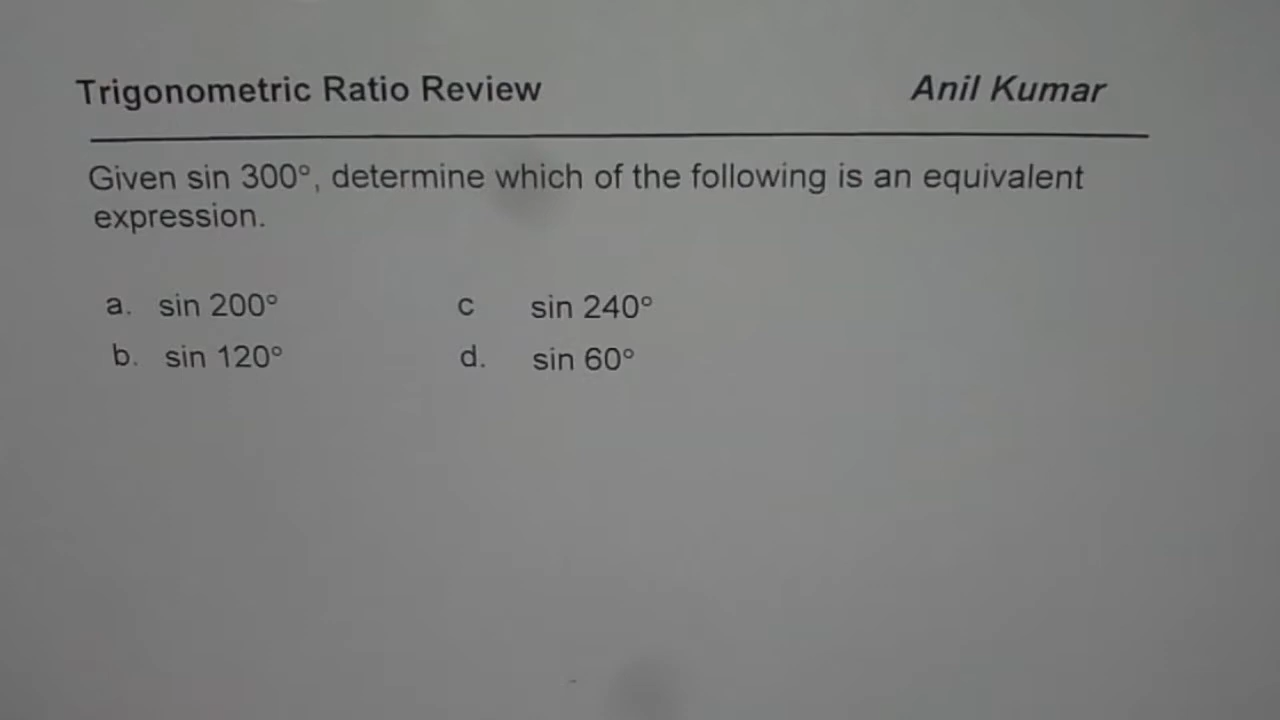 Trigonometric Ratio Review Anil Kumar
Given sin 300°, determine which of the following is an equivalent
expression.
a. sin 200° c sin 240°
b. sin 120° d. sin 60°